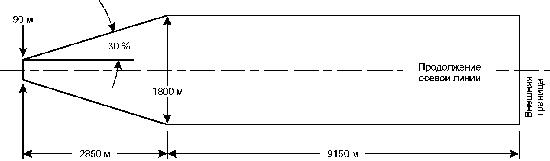 90 м
30 %
1800 м
Продолжение
осевой линии
Внешняя
граница
2850 м
9150 м